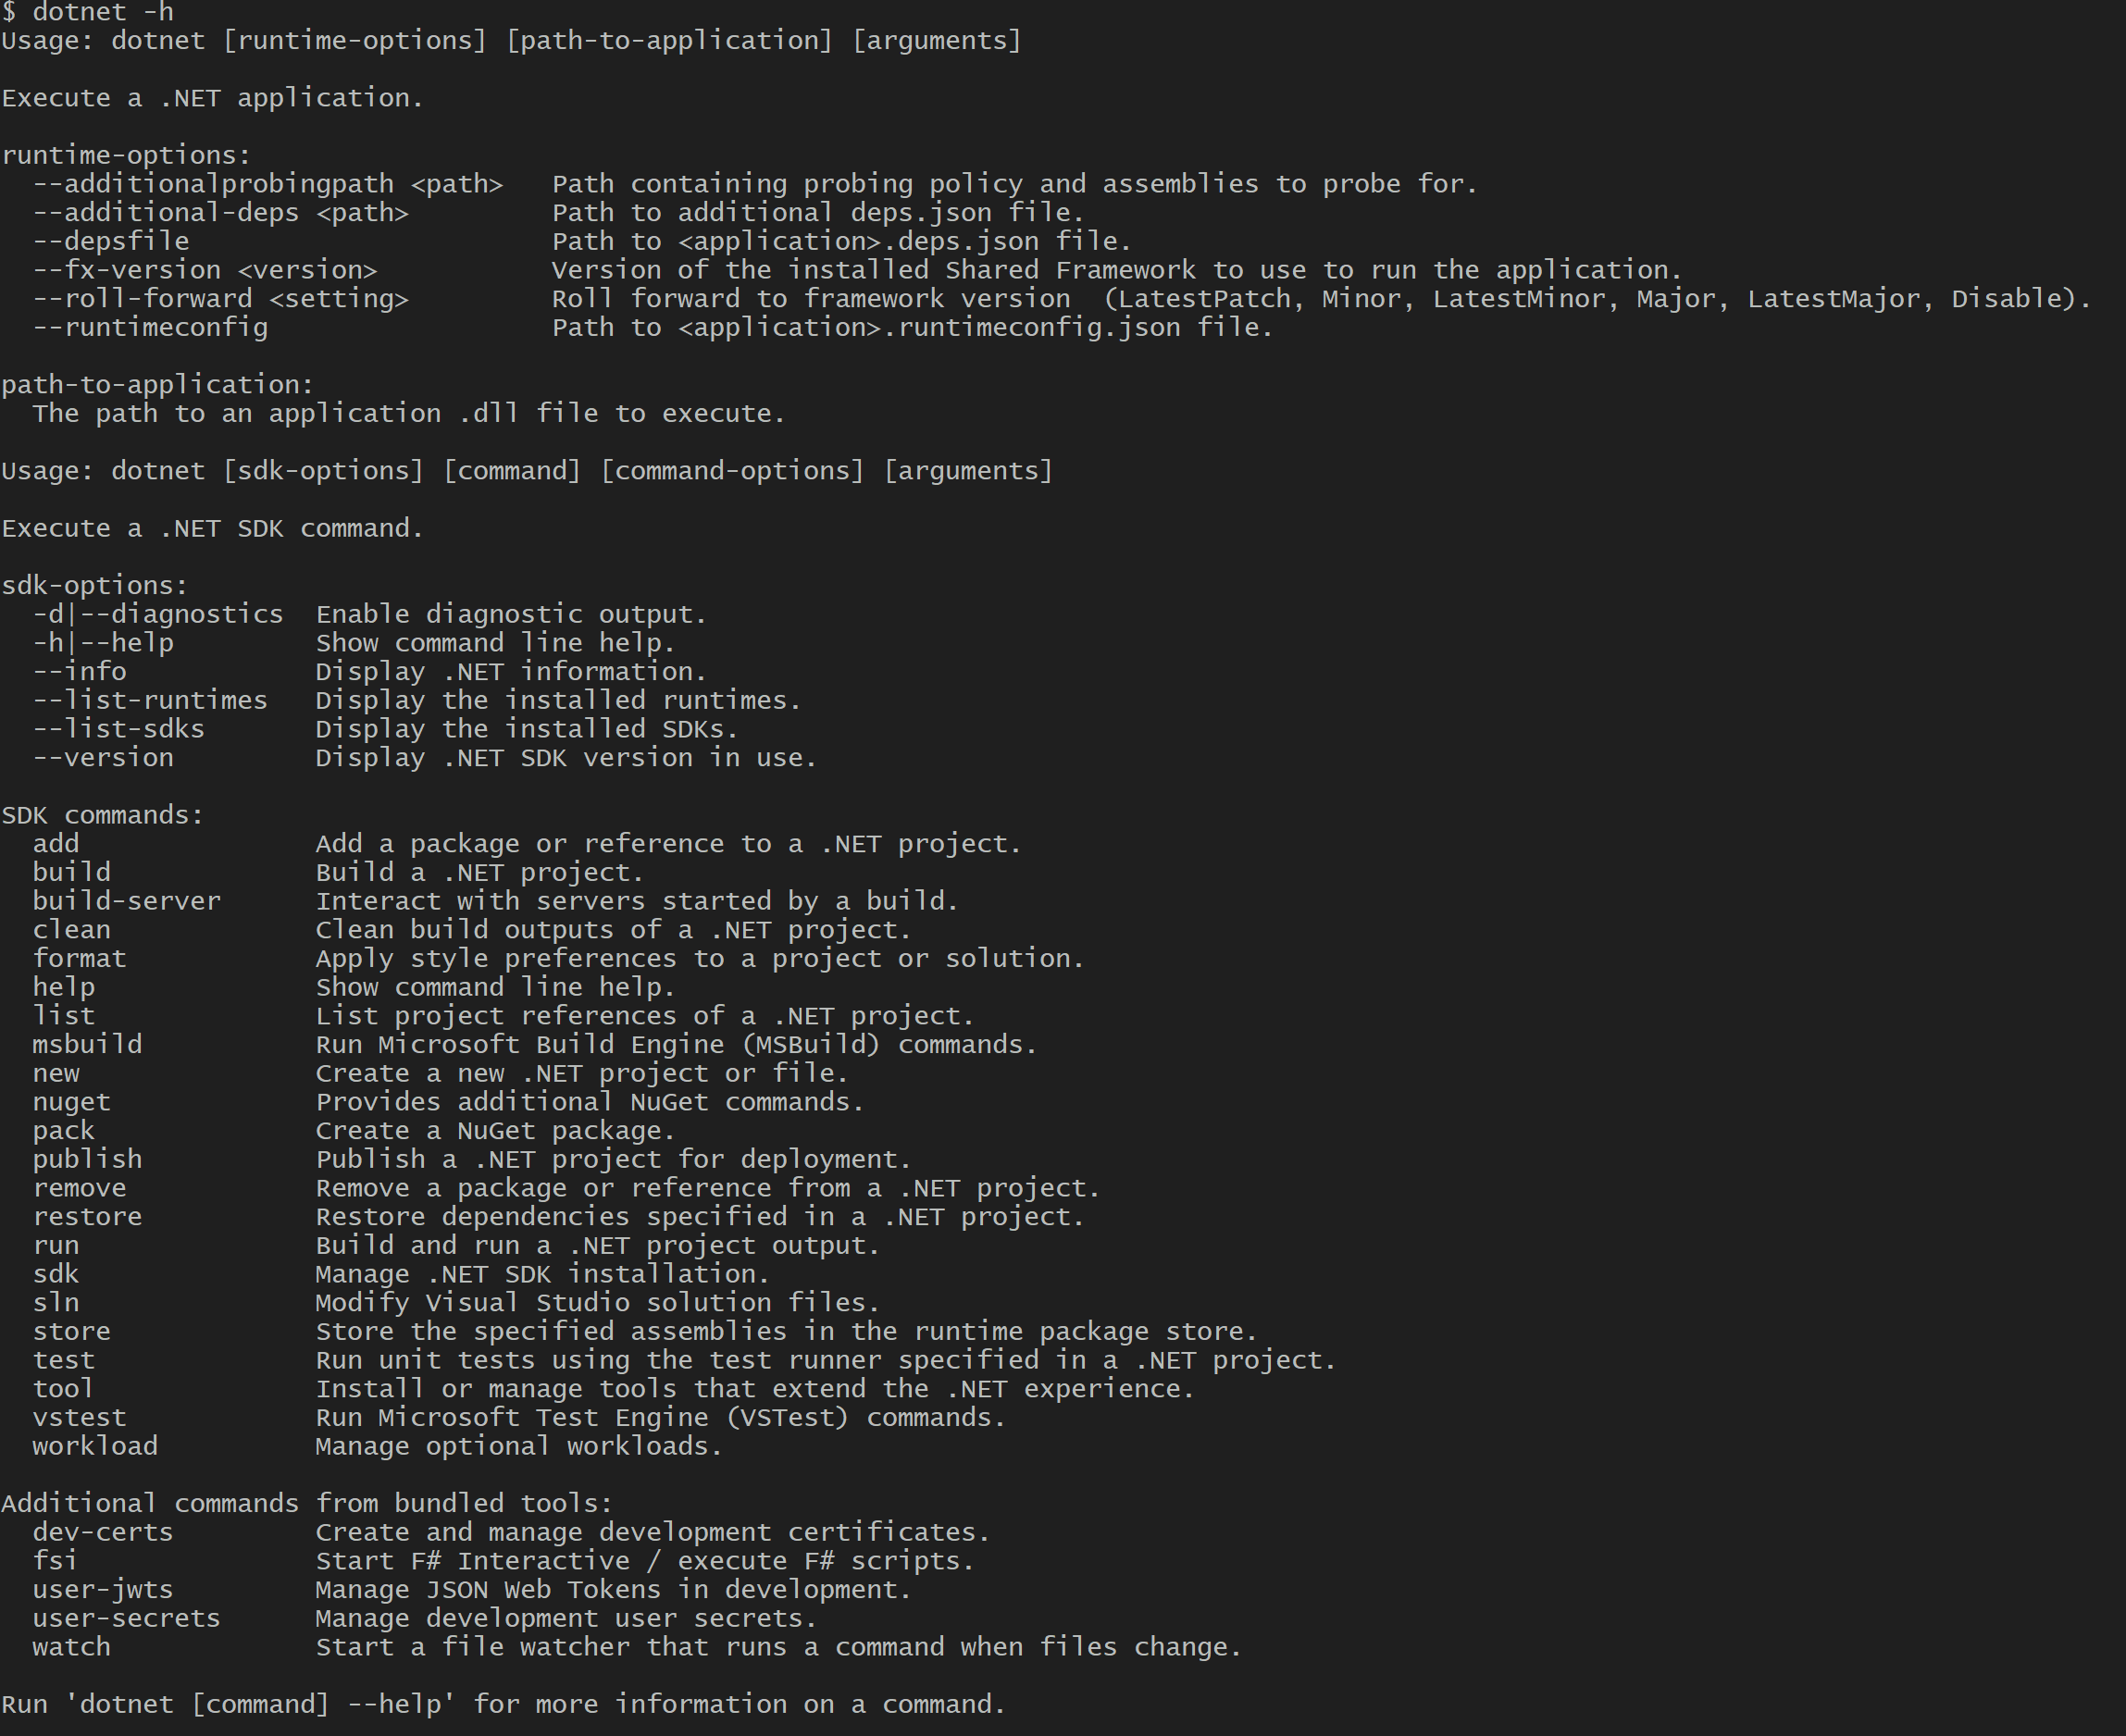 $ dotnet -h
Usage: dotnet [runtime-options] [path-to-application] [arguments]

Execute a .NET application.

runtime-options:
  --additionalprobingpath <path>   Path containing probing policy and assemblies to probe for.
  --additional-deps <path>         Path to additional deps.json file.
  --depsfile                       Path to <application>.deps.json file.
  --fx-version <version>           Version of the installed Shared Framework to use to run the application.
  --roll-forward <setting>         Roll forward to framework version  (LatestPatch, Minor, LatestMinor, Major, LatestMajor, Disable).
  --runtimeconfig                  Path to <application>.runtimeconfig.json file.

path-to-application:
  The path to an application .dll file to execute.

Usage: dotnet [sdk-options] [command] [command-options] [arguments]

Execute a .NET SDK command.

sdk-options:
  -d|--diagnostics  Enable diagnostic output.
  -h|--help         Show command line help.
  --info            Display .NET information.
  --list-runtimes   Display the installed runtimes.
  --list-sdks       Display the installed SDKs.
  --version         Display .NET SDK version in use.

SDK commands:
  add               Add a package or reference to a .NET project.
  build             Build a .NET project.
  build-server      Interact with servers started by a build.
  clean             Clean build outputs of a .NET project.
  format            Apply style preferences to a project or solution.
  help              Show command line help.
  list              List project references of a .NET project.
  msbuild           Run Microsoft Build Engine (MSBuild) commands.
  new               Create a new .NET project or file.
  nuget             Provides additional NuGet commands.
  pack              Create a NuGet package.
  publish           Publish a .NET project for deployment.
  remove            Remove a package or reference from a .NET project.
  restore           Restore dependencies specified in a .NET project.
  run               Build and run a .NET project output.
  sdk               Manage .NET SDK installation.
  sln               Modify Visual Studio solution files.
  store             Store the specified assemblies in the runtime package store.
  test              Run unit tests using the test runner specified in a .NET project.
  tool              Install or manage tools that extend the .NET experience.
  vstest            Run Microsoft Test Engine (VSTest) commands.
  workload          Manage optional workloads.

Additional commands from bundled tools:
  dev-certs         Create and manage development certificates.
  fsi               Start F# Interactive / execute F# scripts.
  user-jwts         Manage JSON Web Tokens in development.
  user-secrets      Manage development user secrets.
  watch             Start a file watcher that runs a command when files change.

Run 'dotnet [command] --help' for more information on a command.